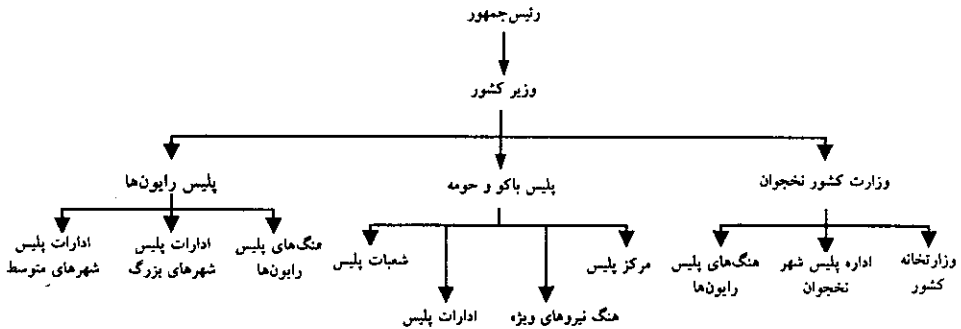 رئیس‌جمهور
وزیر کشور
وزارت کشور نخجوان
پلیس باکو و حومه
پلیس رایون‌ها
وزارتخانه
کشور
اداره پلیس شهر
نخجوان
هنگ‌های پلیس
رایون‌ها
مرکز پلیس
هنگ نیروهای ویژه
ادارات پلیس
شعبات پلیس
هنگ‌های پلیس
رایون‌ها
ادارات پلیس
شهرهای بزرگ
ادارات پلیس
شهرهای متوسط